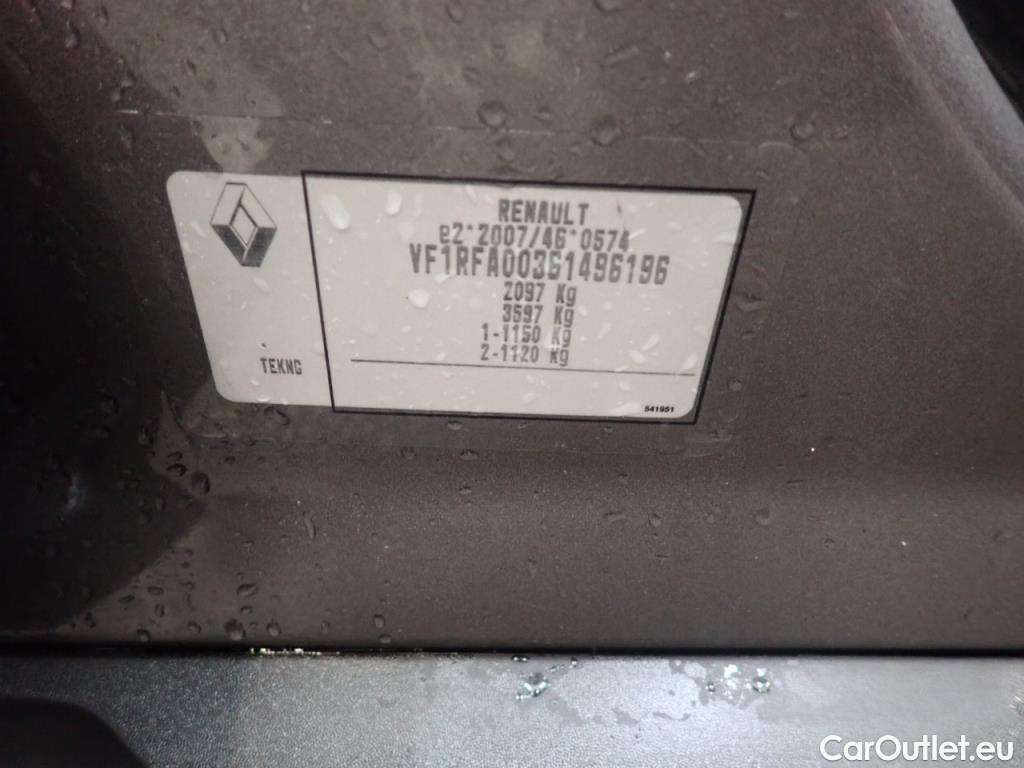 RENAULT
e2*2007/46*0574
VF1RFA00361496196
2097 Kg
3597 Kg
1-1150 Kg
2-1120 Kg
TEKNG
541951
CarOutlet.eu